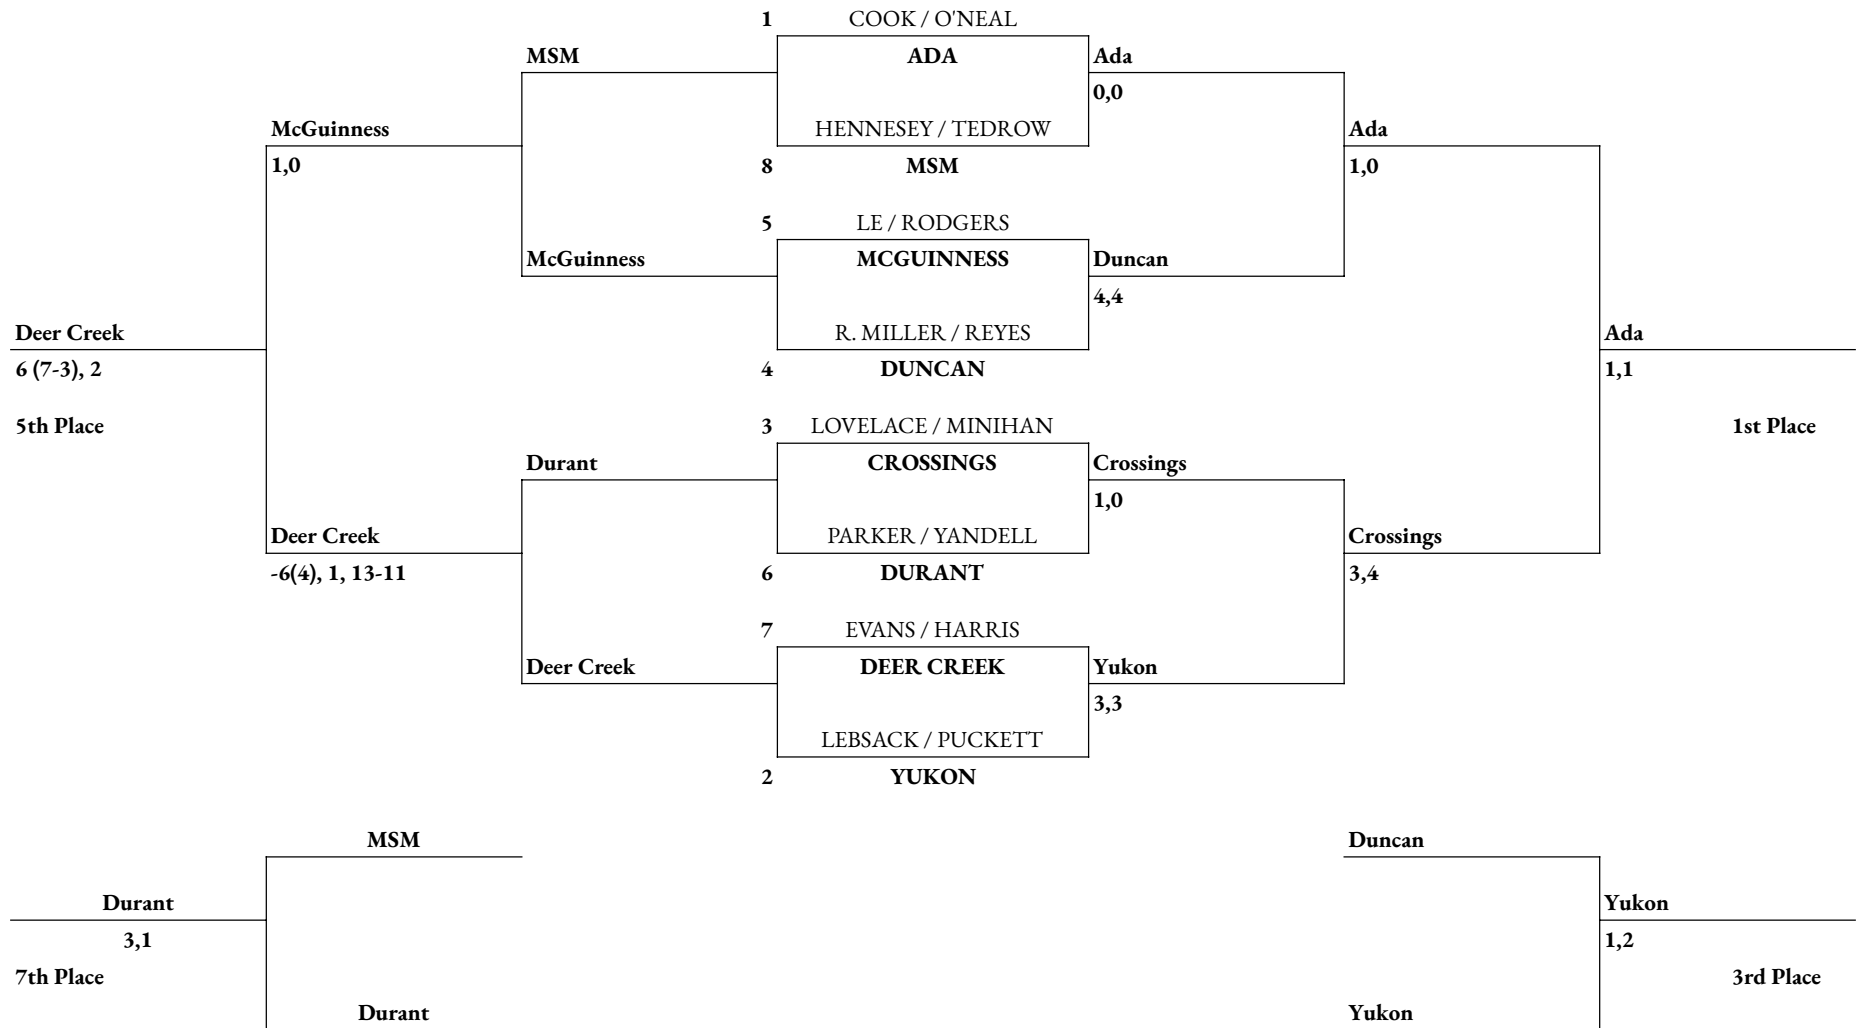 1 COOK / O'NEAL
MSM ADA Ada
0,0
McGuinness HENNESEY / TEDROW Ada
1,0 8 MSM 1,0
5 LE / RODGERS
McGuinness MCGUINNESS Duncan
4,4
Deer Creek R. MILLER / REYES Ada
6 (7-3), 2 4 DUNCAN 1,1
5th Place 3 LOVELACE / MINIHAN 1st Place
Durant CROSSINGS Crossings
1,0
Deer Creek PARKER / YANDELL Crossings
-6(4), 1, 13-11 6 DURANT 3,4
7 EVANS / HARRIS
Deer Creek DEER CREEK Yukon
3,3
LEBSACK / PUCKETT
2 YUKON
MSM Duncan
Durant Yukon
3,1 1,2
7th Place 3rd Place
Durant Yukon